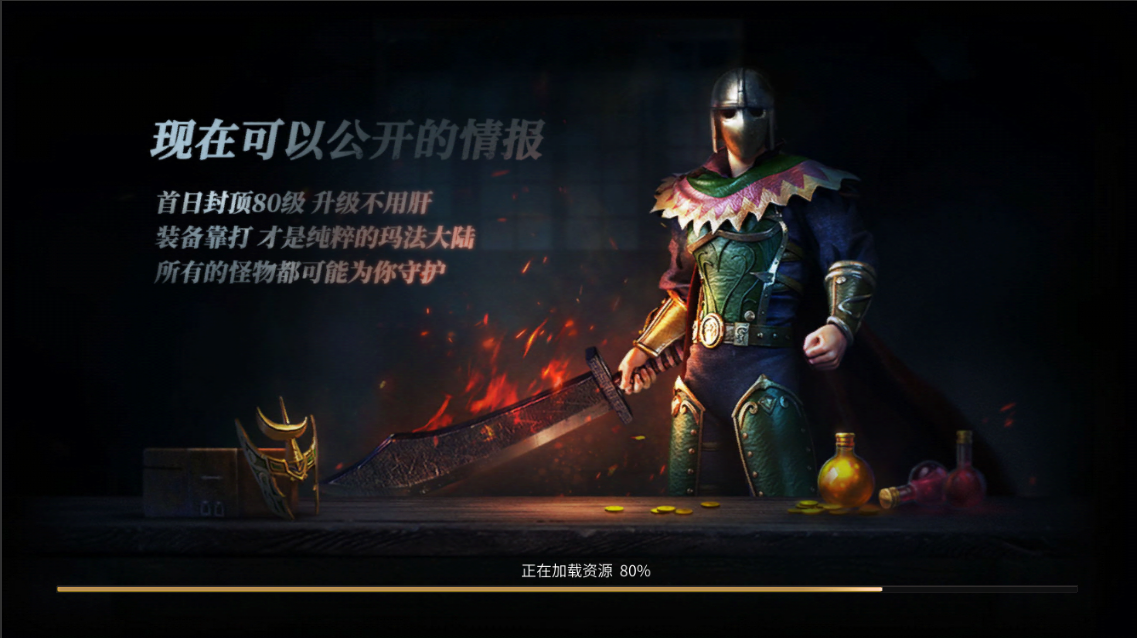 现在可以公开的情报
首日封顶80级 升级不用肝
装备靠打 才是纯粹的玛法大陆
所有的怪物都可能为你守护
正在加载资源 80%